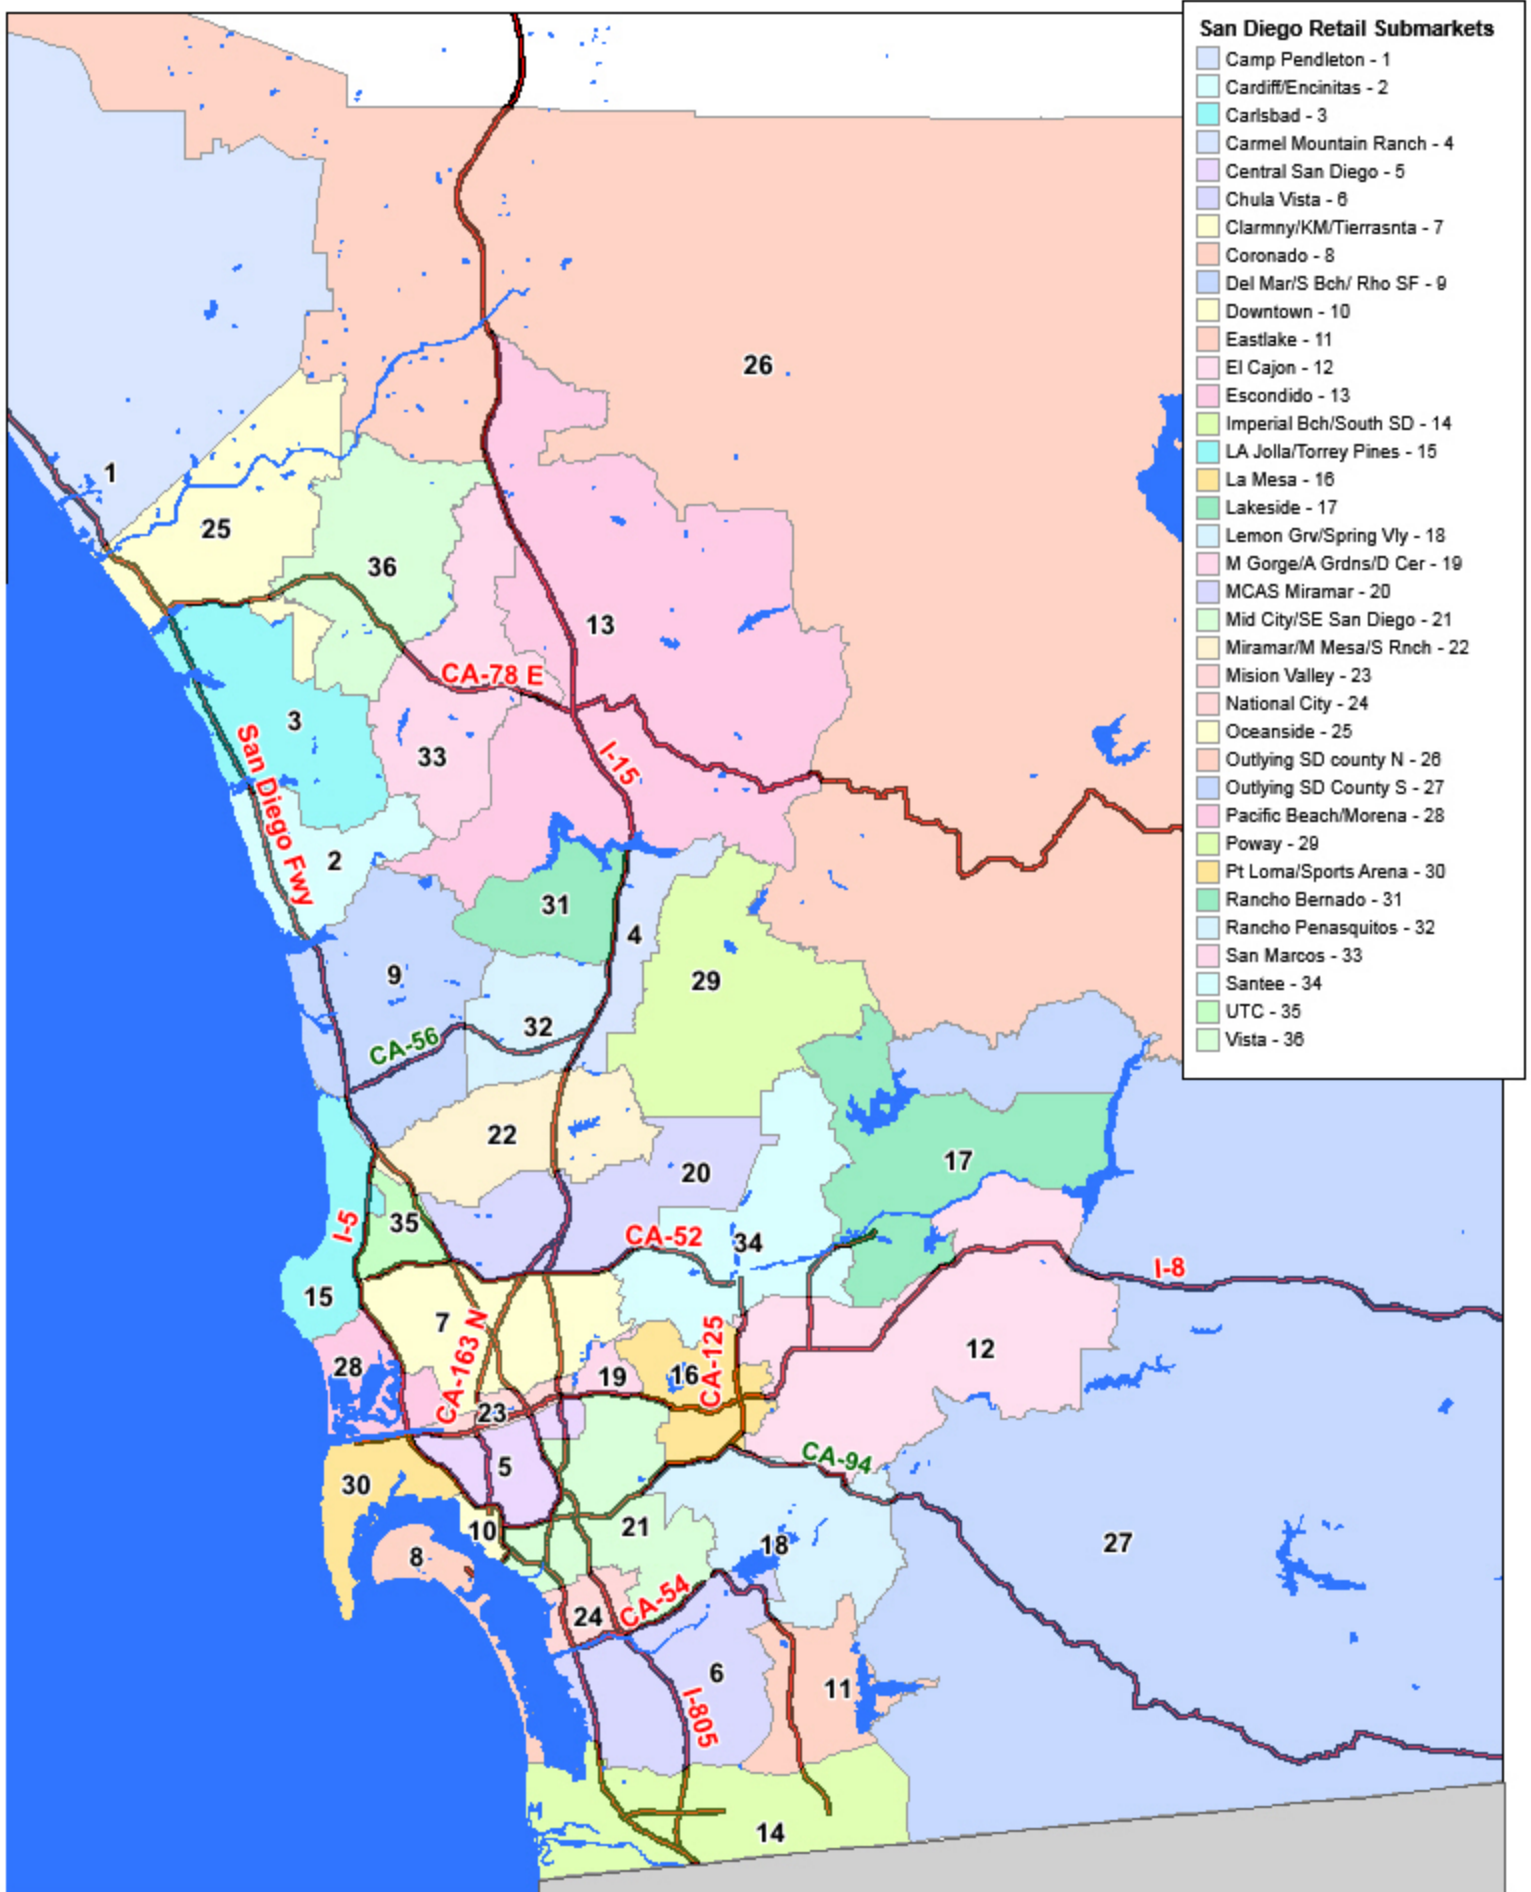 San Diego Retail Submarkets
Camp Pendleton - 1
Cardiff/Encinitas - 2
Carlsbad - 3
Carmel Mountain Ranch - 4
Central San Diego - 5
Chula Vista - 6
Clarmny/KM/Tierrasnta - 7
Coronado - 8
Del Mar/S Bch/ Rho SF - 9
Downtown - 10
Eastlake - 11
El Cajon - 12
Escondido - 13
Imperial Bch/South SD - 14
LA Jolla/Torrey Pines - 15
La Mesa - 16
Lakeside - 17
Lemon Grv/Spring Vly - 18
M Gorge/A Grdns/D Cer - 19
MCAS Miramar - 20
Mid City/SE San Diego - 21
Miramar/M Mesa/S Rnch - 22
Mision Valley - 23
National City - 24
Oceanside - 25
Outlying SD county N - 26
Outlying SD County S - 27
Pacific Beach/Morena - 28
Poway - 29
Pt Loma/Sports Arena - 30
Rancho Bernado - 31
Rancho Penasquitos - 32
San Marcos - 33
Santee - 34
UTC - 35
Vista - 36
26
1
25
36
13
CA-78 E
3
33
San Diego Fwy
I-15
2
31
4
9
29
32
CA-56
22
20
17
35
I-5
CA-52
34
I-8
15
7
CA-163 N
CA-125
12
28
19
16
23
5
CA-94
30
10
21
18
27
8
24
CA-54
6
11
I-805
14